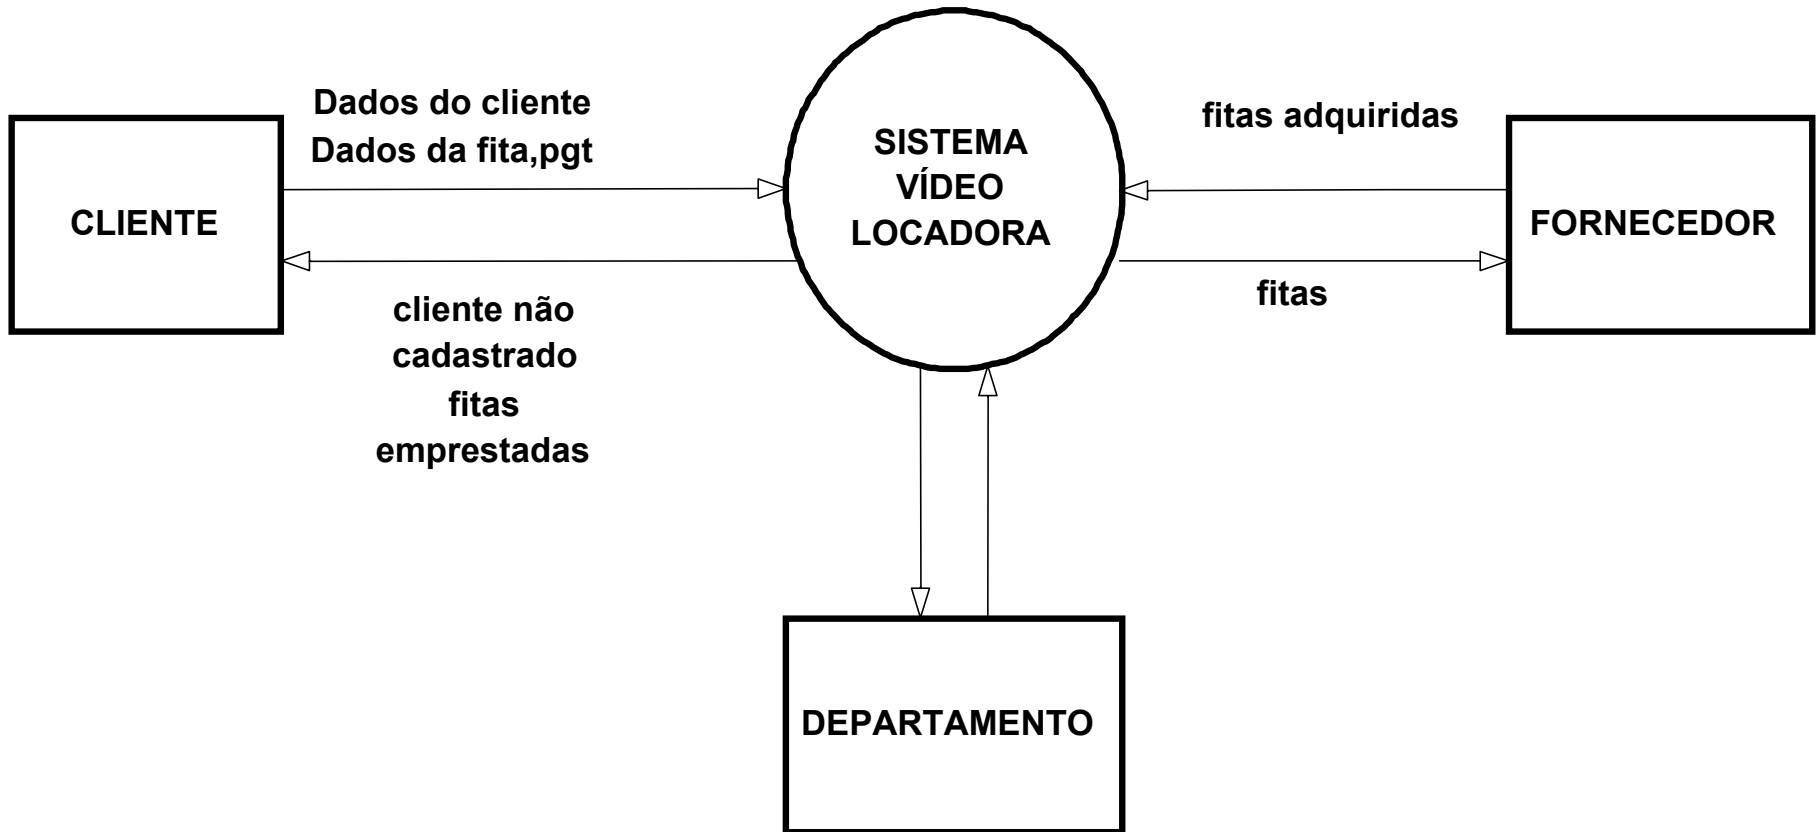 Dados do cliente
Dados da fita,pgt
CLIENTE
cliente não
cadastrado
fitas
emprestadas
SISTEMA
VÍDEO
LOCADORA
fitas adquiridas
FORNECEDOR
fitas
DEPARTAMENTO